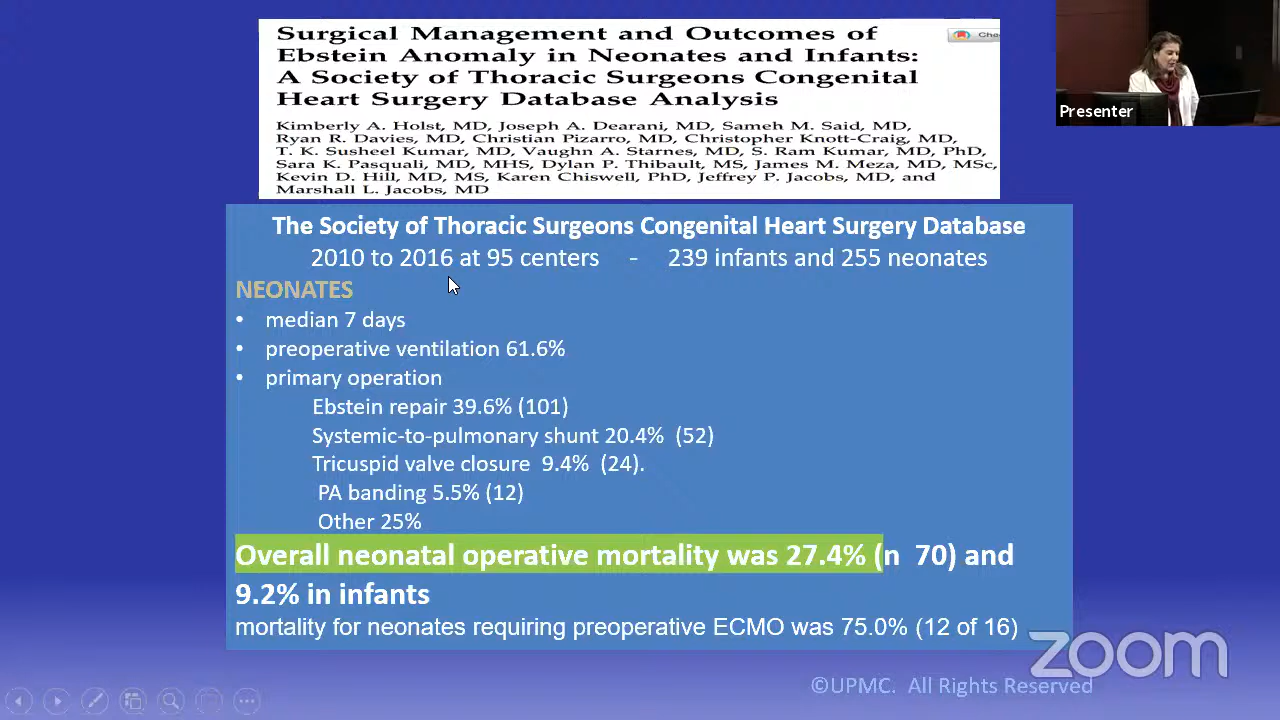 Surgical Management and Outcomes of
Ebstein Anomaly in Neonates and Infants:
A Society of Thoracic Surgeons Congenital
Heart Surgery Database Analysis
Kimberly A. Holst, MD, Joseph A. Dearani, MD, Sameh M. Said, MD,
Ryan R. Davies, MD, Christian Pizarro, MD, Christopher Knott-Craig, MD,
T. K. Susheel Kumar, MD, Vaughn A. Starnes, MD, S. Ram Kumar, MD, PhD,
Sara K. Pasquali, MD, MHS, Dylan P. Thibault, MS, James M. Meza, MD, MSc,
Kevin D. Hill, MD, MS, Karen Chiswell, PhD, Jeffrey P. Jacobs, MD, and
Marshall L. Jacobs, MD
Presenter
The Society of Thoracic Surgeons Congenital Heart Surgery Database
2010 to 2016 at 95 centers - 239 infants and 255 neonates
NEONATES
• median 7 days
• preoperative ventilation 61.6%
• primary operation
Ebstein repair 39.6% (101)
Systemic-to-pulmonary shunt 20.4% (52)
Tricuspid valve closure 9.4% (24).
PA banding 5.5% (12)
Other 25%
Overall neonatal operative mortality was 27.4% (n 70) and
9.2% in infants
mortality for neonates requiring preoperative ECMO was 75.0% (12 of 16)
zoom
©UPMC. All Rights Reserved